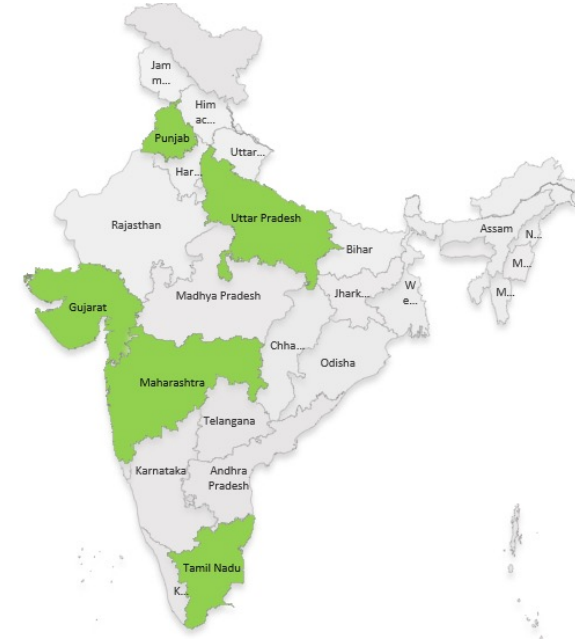 Jam
m...
Him
ac...
Punjab
Uttar...
Har...
Rajasthan
Uttar Pradesh
Bihar
Assam
N...
M...
M...
Gujarat
Madhya Pradesh
Jhark...
W
e...
Chha...
Odisha
Maharashtra
Telangana
Karnataka
Andhra
Pradesh
Tamil Nadu
K...